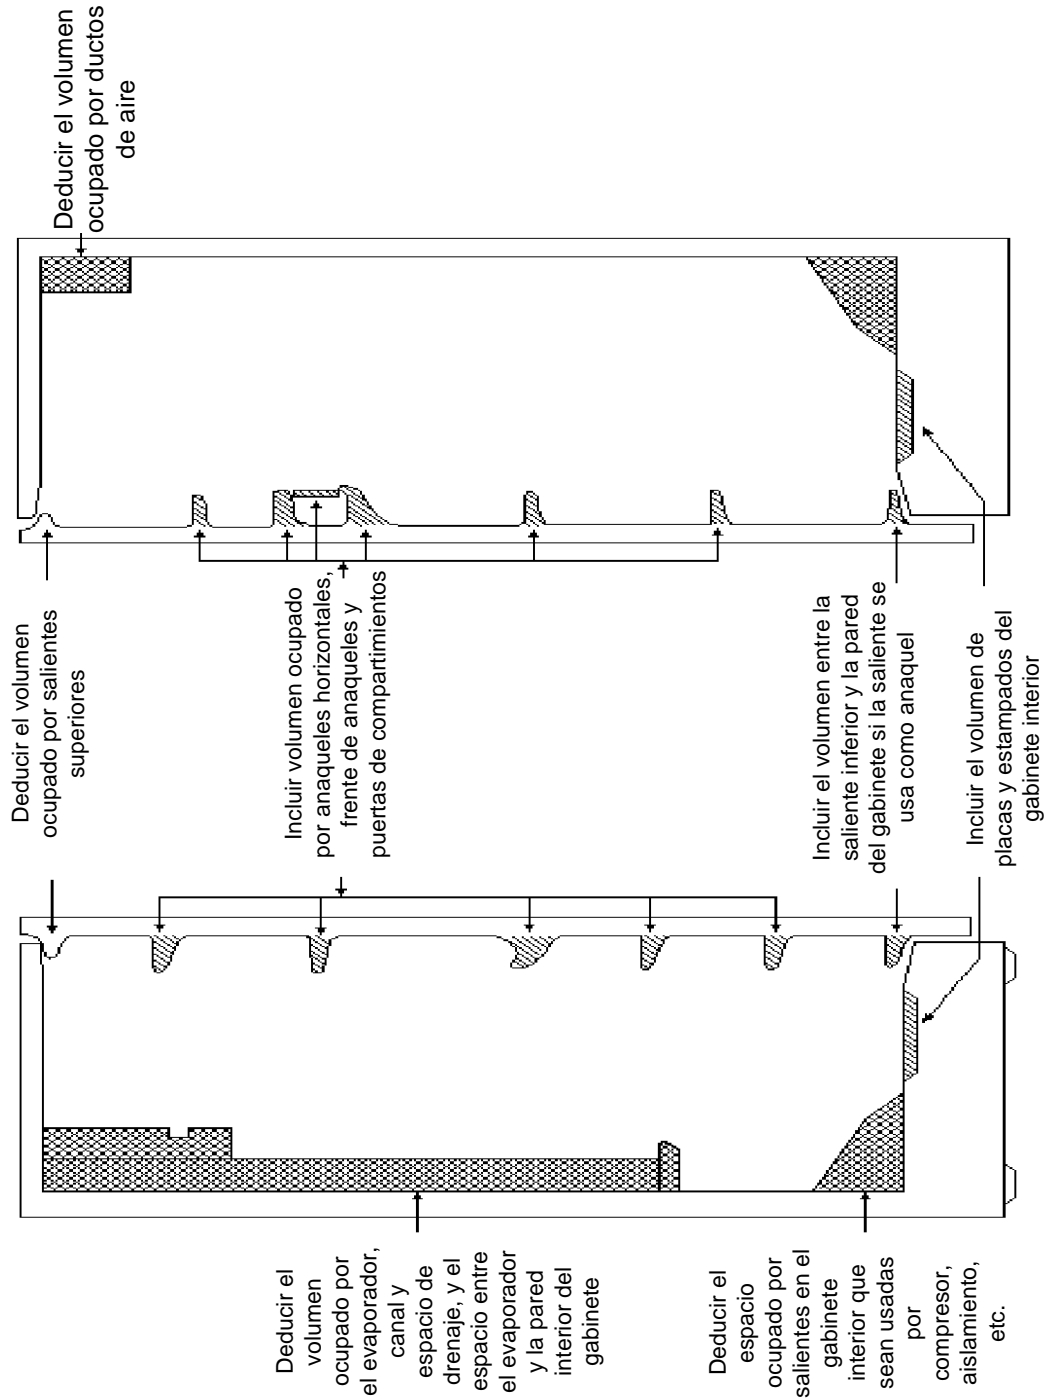 Deducir el volumen
ocupado por ductos
de aire
Deducir el volumen
ocupado por salientes
superiores
Incluir volumen ocupado
por anaqueles horizontales,
frente de anaqueles y
puertas de compartimientos
Incluir el volumen entre la
saliente inferior y la pared
del gabinete si la saliente se
usa como anaquel
Incluir el volumen de
placas y estampados del
gabinete interior
Deducir el
volumen
ocupado por
el evaporador,
canal y
espacio de
drenaje, y el
espacio entre
el evaporador
y la pared
interior del
gabinete
Deducir el
espacio
ocupado por
salientes en el
gabinete
interior que
sean usadas
por
compresor,
aislamiento,
etc.